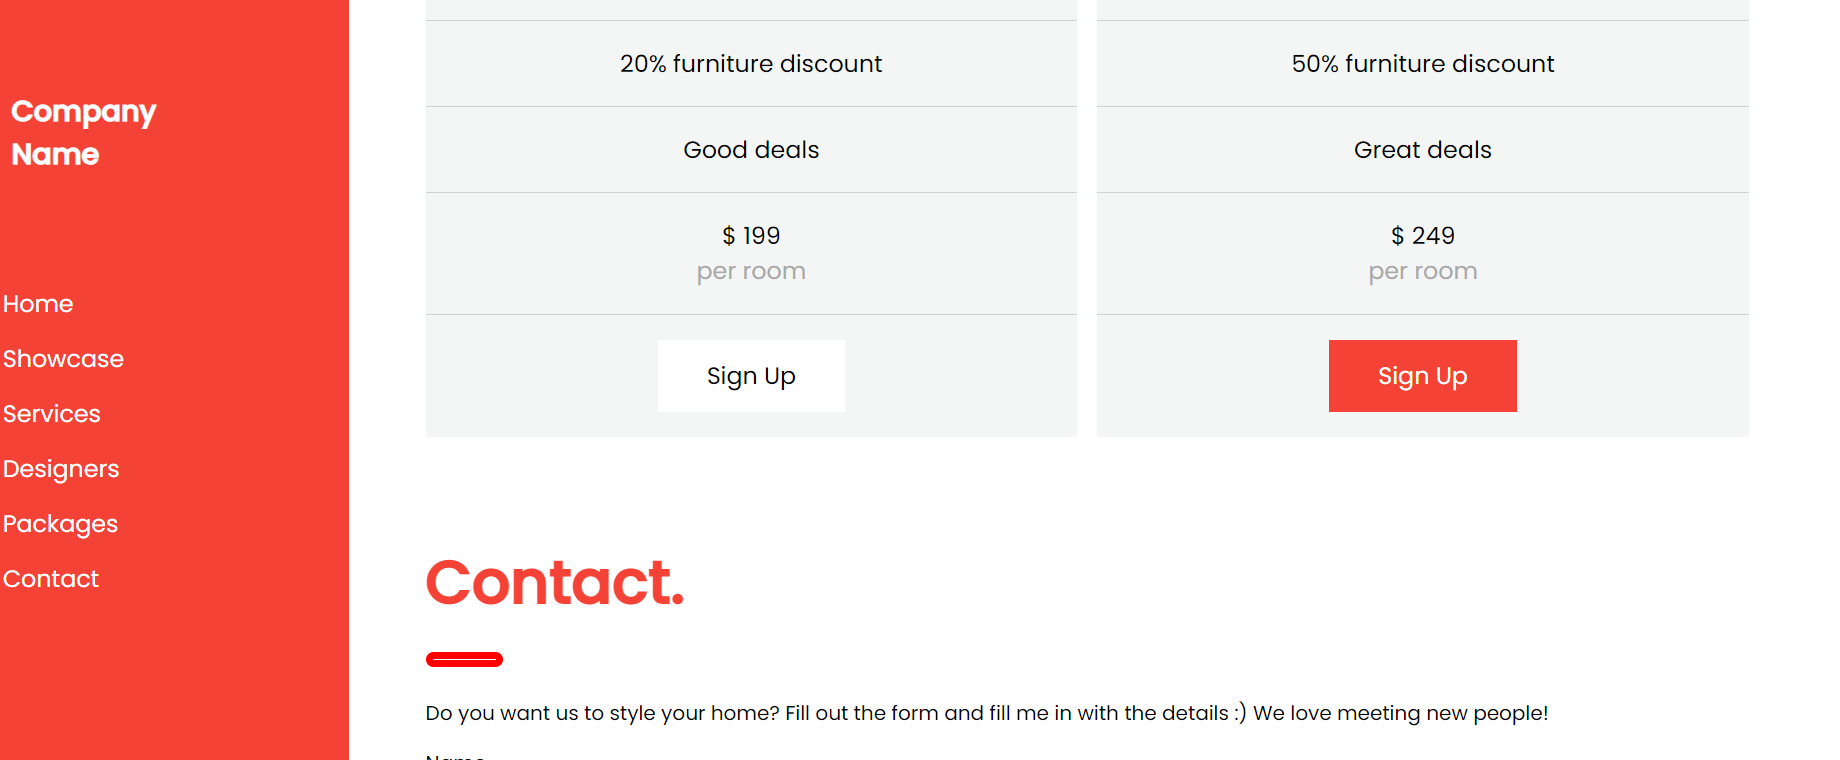 Company
Name
Home
Showcase
Services
Designers
Packages
Contact
20% furniture discount
Good deals
$ 199
per room
Sign Up
50% furniture discount
Great deals
$ 249
per room
Sign Up
Contact.
Do you want us to style your home? Fill out the form and fill me in with the details :) We love meeting new people!
Name